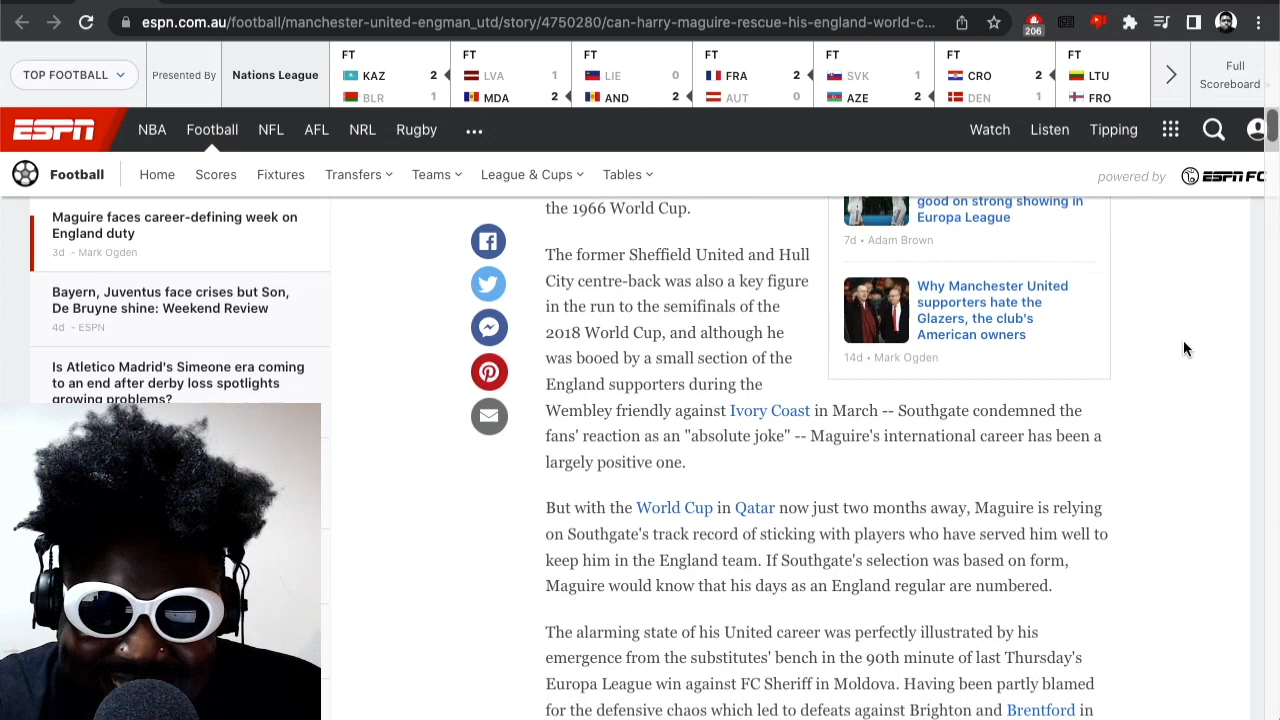 espn.com.au/football/manchester-united-engman_utd/story/4750280/can-harry-maguire-rescue-his-england-world-c...
206
TOP FOOTBALL
Presented By
Nations League
FT
KAZ 2
BLR 1
FT
LVA 1
MDA 2
FT
LIE 0
AND 2
FT
FRA 2
AUT 0
FT
SVK 1
AZE 2
FT
CRO 2
DEN 1
FT
LTU
FRO
Full
Scoreboard
ESPN
NBA Football NFL AFL NRL Rugby ...
Watch Listen Tipping
Football
Home Scores Fixtures Transfers Teams League & Cups Tables
powered by ESPN FC
Maguire faces career-defining week on
England duty
3d - Mark Ogden
Bayern, Juventus face crises but Son,
De Bruyne shine: Weekend Review
4d - ESPN
Is Atletico Madrid's Simeone era coming
to an end after derby loss spotlights
growing problems?
the 1966 World Cup.
The former Sheffield United and Hull
City centre-back was also a key figure
in the run to the semifinals of the
2018 World Cup, and although he
was booed by a small section of the
England supporters during the
Wembley friendly against Ivory Coast in March -- Southgate condemned the
fans' reaction as an "absolute joke" -- Maguire's international career has been a
largely positive one.
But with the World Cup in Qatar now just two months away, Maguire is relying
on Southgate's track record of sticking with players who have served him well to
keep him in the England team. If Southgate's selection was based on form,
Maguire would know that his days as an England regular are numbered.
The alarming state of his United career was perfectly illustrated by his
emergence from the substitutes' bench in the 90th minute of last Thursday's
Europa League win against FC Sheriff in Moldova. Having been partly blamed
for the defensive chaos which led to defeats against Brighton and Brentford in
good on strong showing in
Europa League
7d - Adam Brown
Why Manchester United
supporters hate the
Glazers, the club's
American owners
14d - Mark Ogden